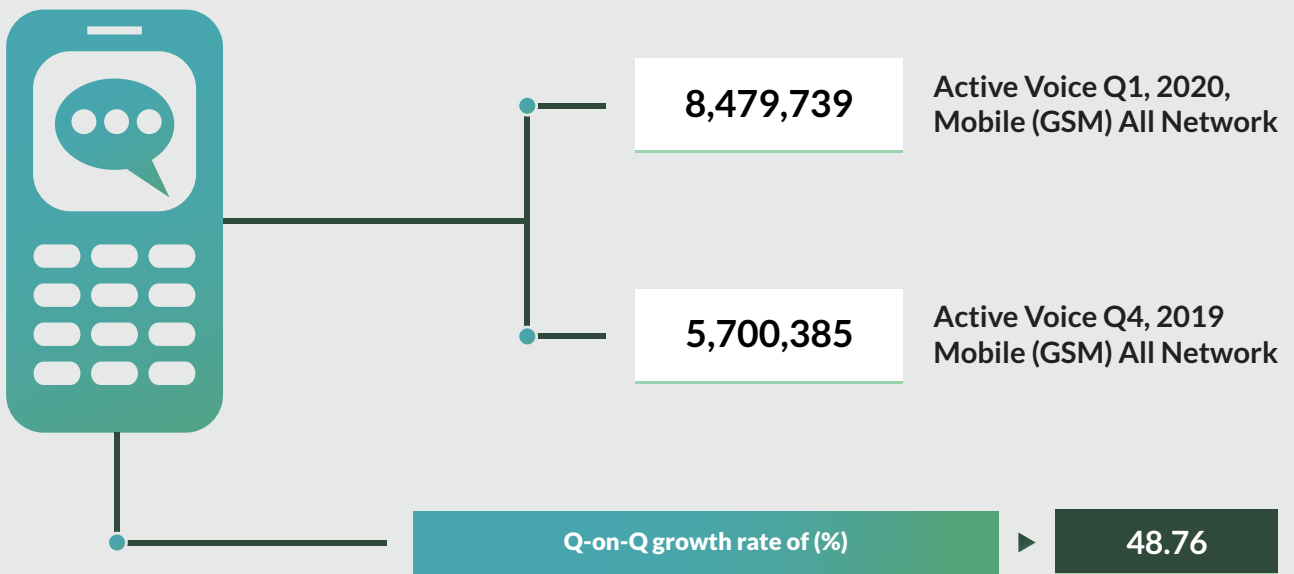 8,479,739
Active Voice Q1, 2020,
Mobile (GSM) All Network
5,700,385
Active Voice Q4, 2019
Mobile (GSM) All Network
Q-on-Q growth rate of (%)
48.76